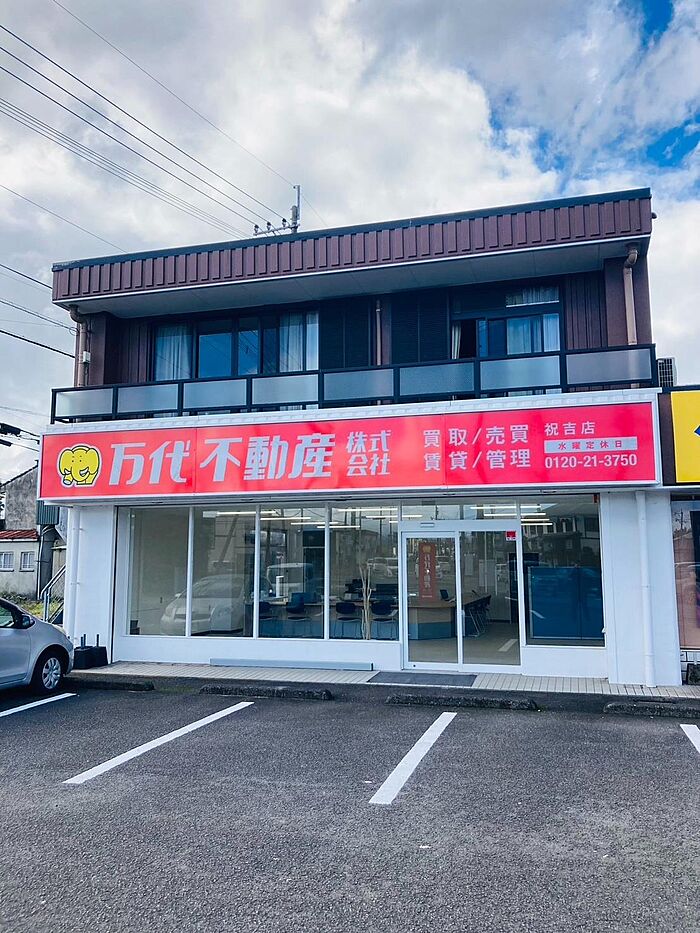 万代不動産 株式会社
買取/売買
賃貸/管理
祝吉店
水曜定休日
0120-21-3750